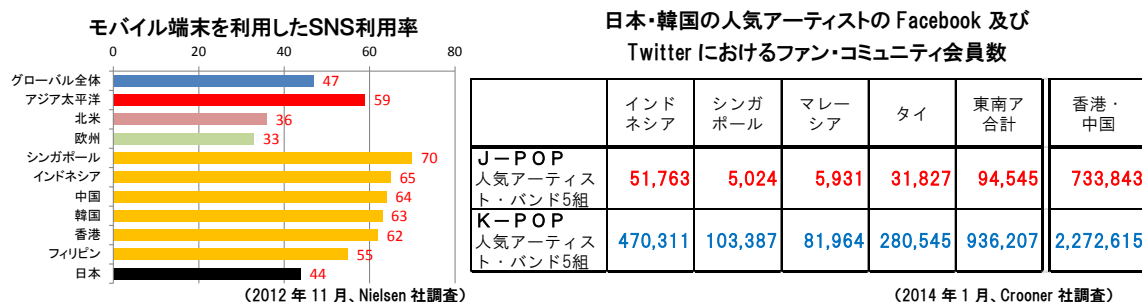 モバイル端末を利用したSNS利用率
0 20 40 60 80
グローバル全体 47
アジア太平洋 59
北米 36
欧州 33
シンガポール 70
インドネシア 65
中国 64
韓国 63
香港 62
フィリピン 55
日本 44
（2012 年 11 月、Nielsen 社調査）
日本・韓国の人気アーティストの Facebook 及び
Twitter におけるファン・コミュニティ会員数
インド シンガ マレー タイ 東南ア 香港・
ネシア ポール シア 合計 中国
J－POP
人気アーティス 51,763 5,024 5,931 31,827 94,545 733,843
ト・バンド5組
K－POP
人気アーティス 470,311 103,387 81,964 280,545 936,207 2,272,615
ト・バンド5組
（2014 年 1 月、Crooner 社調査）